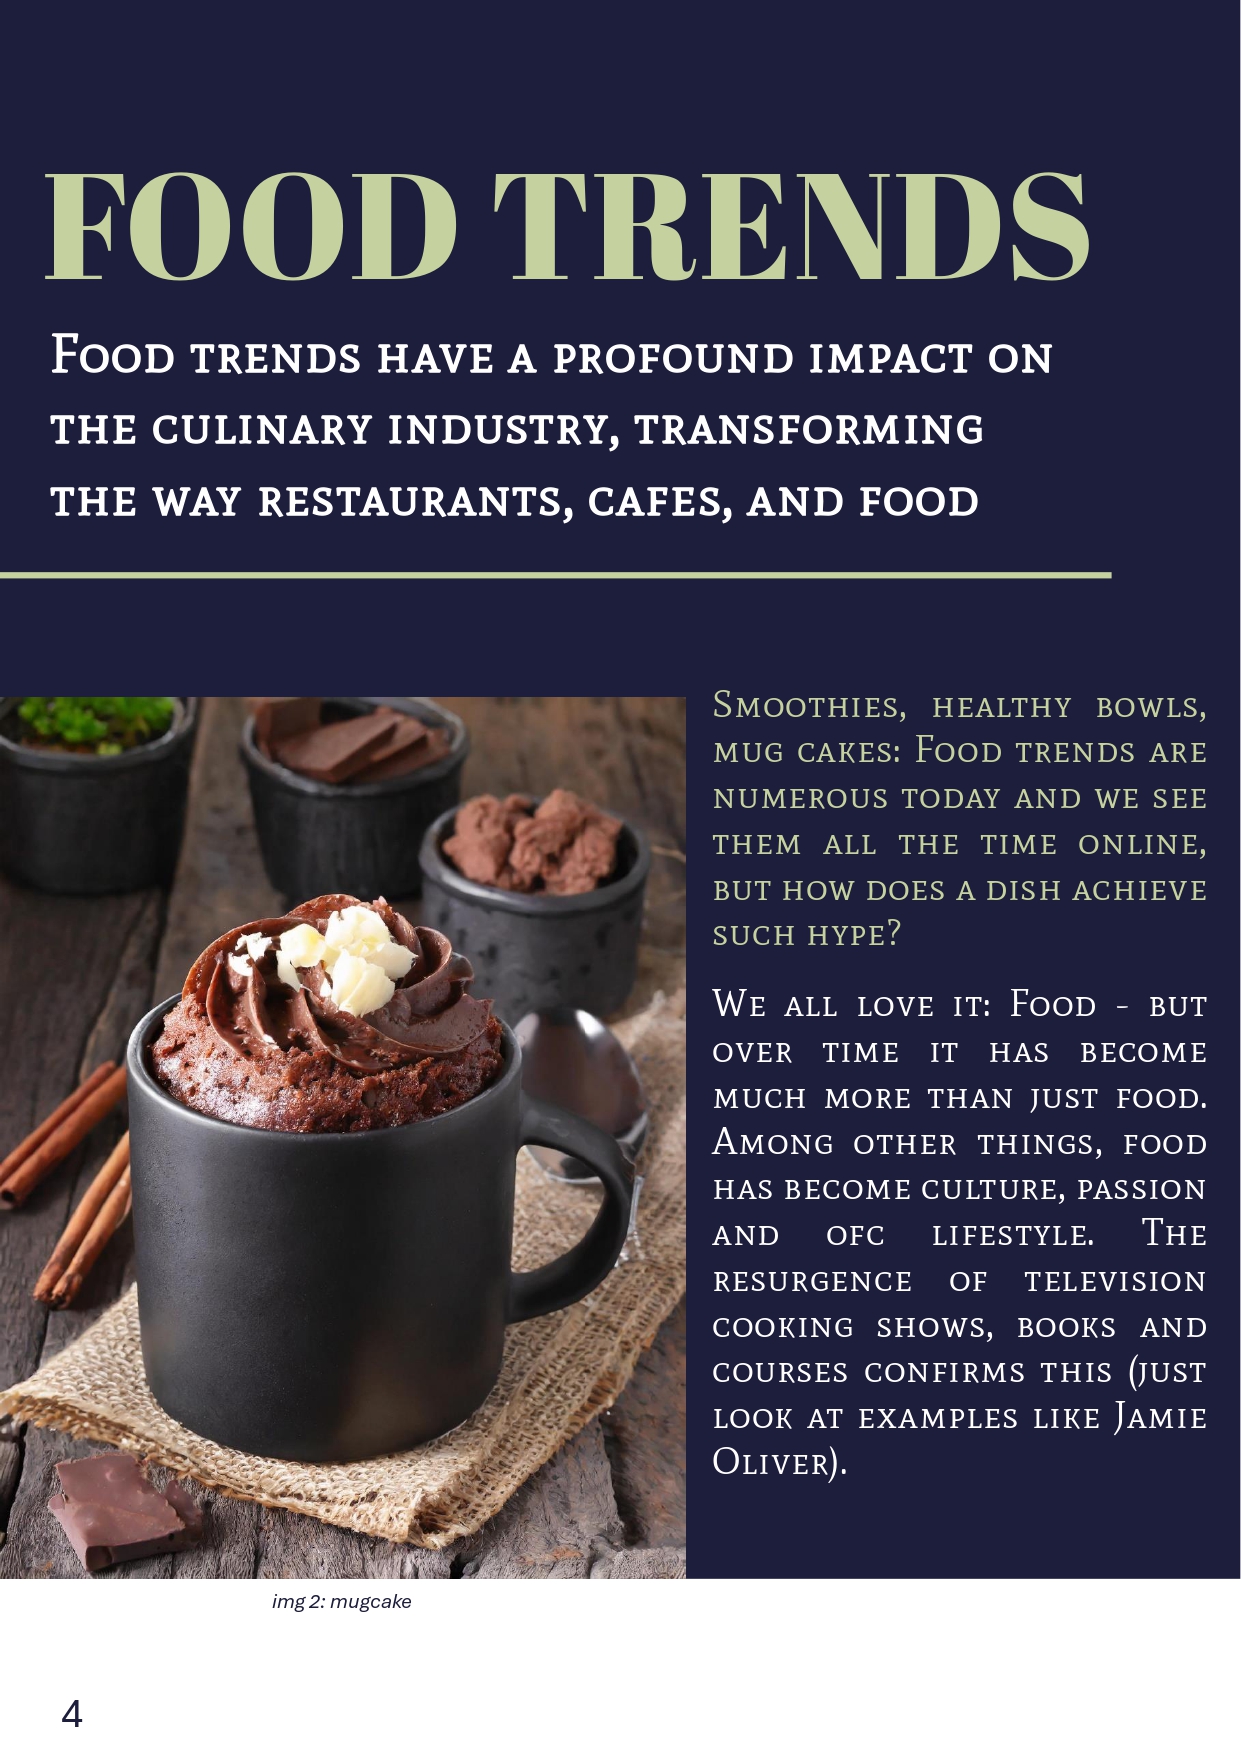 FOOD TRENDS
Food trends have a profound impact on
the culinary industry, transforming
the way restaurants, cafes, and food
Smoothies, healthy bowls,
mug cakes: Food trends are
numerous today and we see
them all the time online,
but how does a dish achieve
such hype?
We all love it: Food - but
over time it has become
much more than just food.
Among other things, food
has become culture, passion
and ofc lifestyle. The
resurgence of television
cooking shows, books and
courses confirms this (just
look at examples like Jamie
Oliver).
img 2: mugcake
4